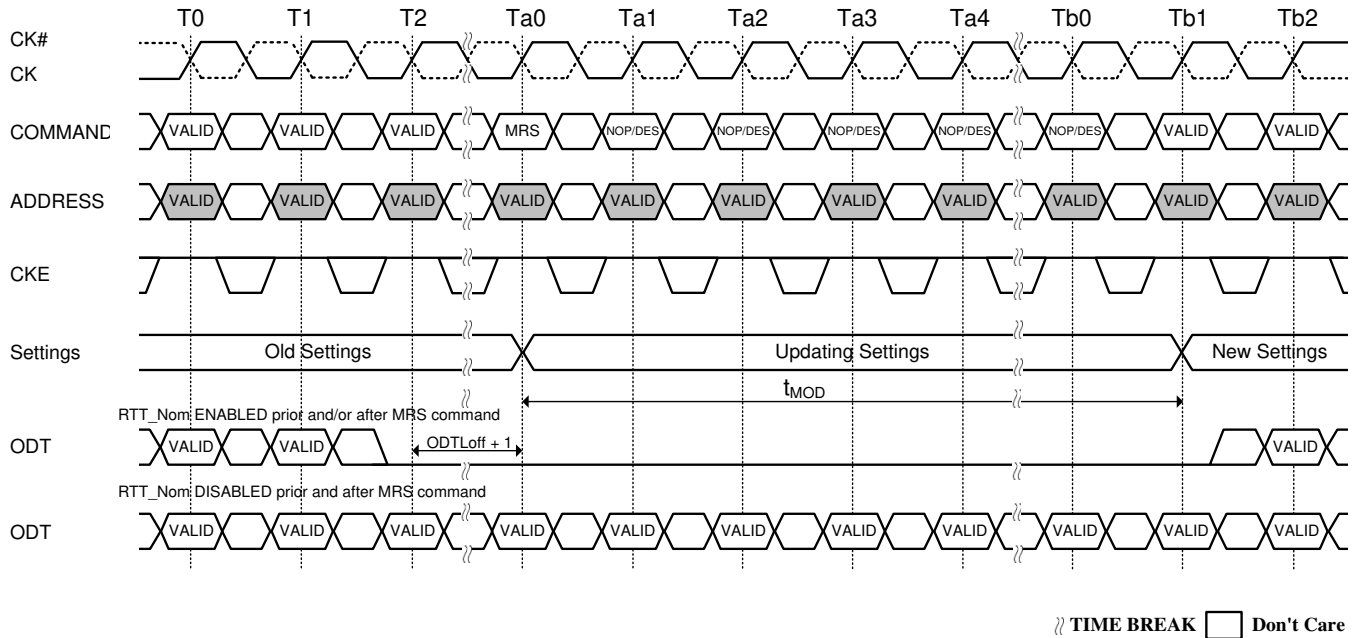 T0 T1 T2 Ta0 Ta1 Ta2 Ta3 Ta4 Tb0 Tb1 Tb2
CK#
CK
COMMAND VALID VALID VALID MRS NOP/DES NOP/DES NOP/DES NOP/DES NOP/DES VALID VALID
ADDRESS VALID VALID VALID VALID VALID VALID VALID VALID VALID VALID VALID
CKE
Settings Old Settings Updating Settings New Settings
tMOD
RTT_Nom ENABLED prior and/or after MRS command
ODT VALID VALID ODTLoff + 1 VALID
RTT_Nom DISABLED prior and after MRS command
ODT VALID VALID VALID VALID VALID VALID VALID VALID VALID VALID VALID
TIME BREAK Don't Care